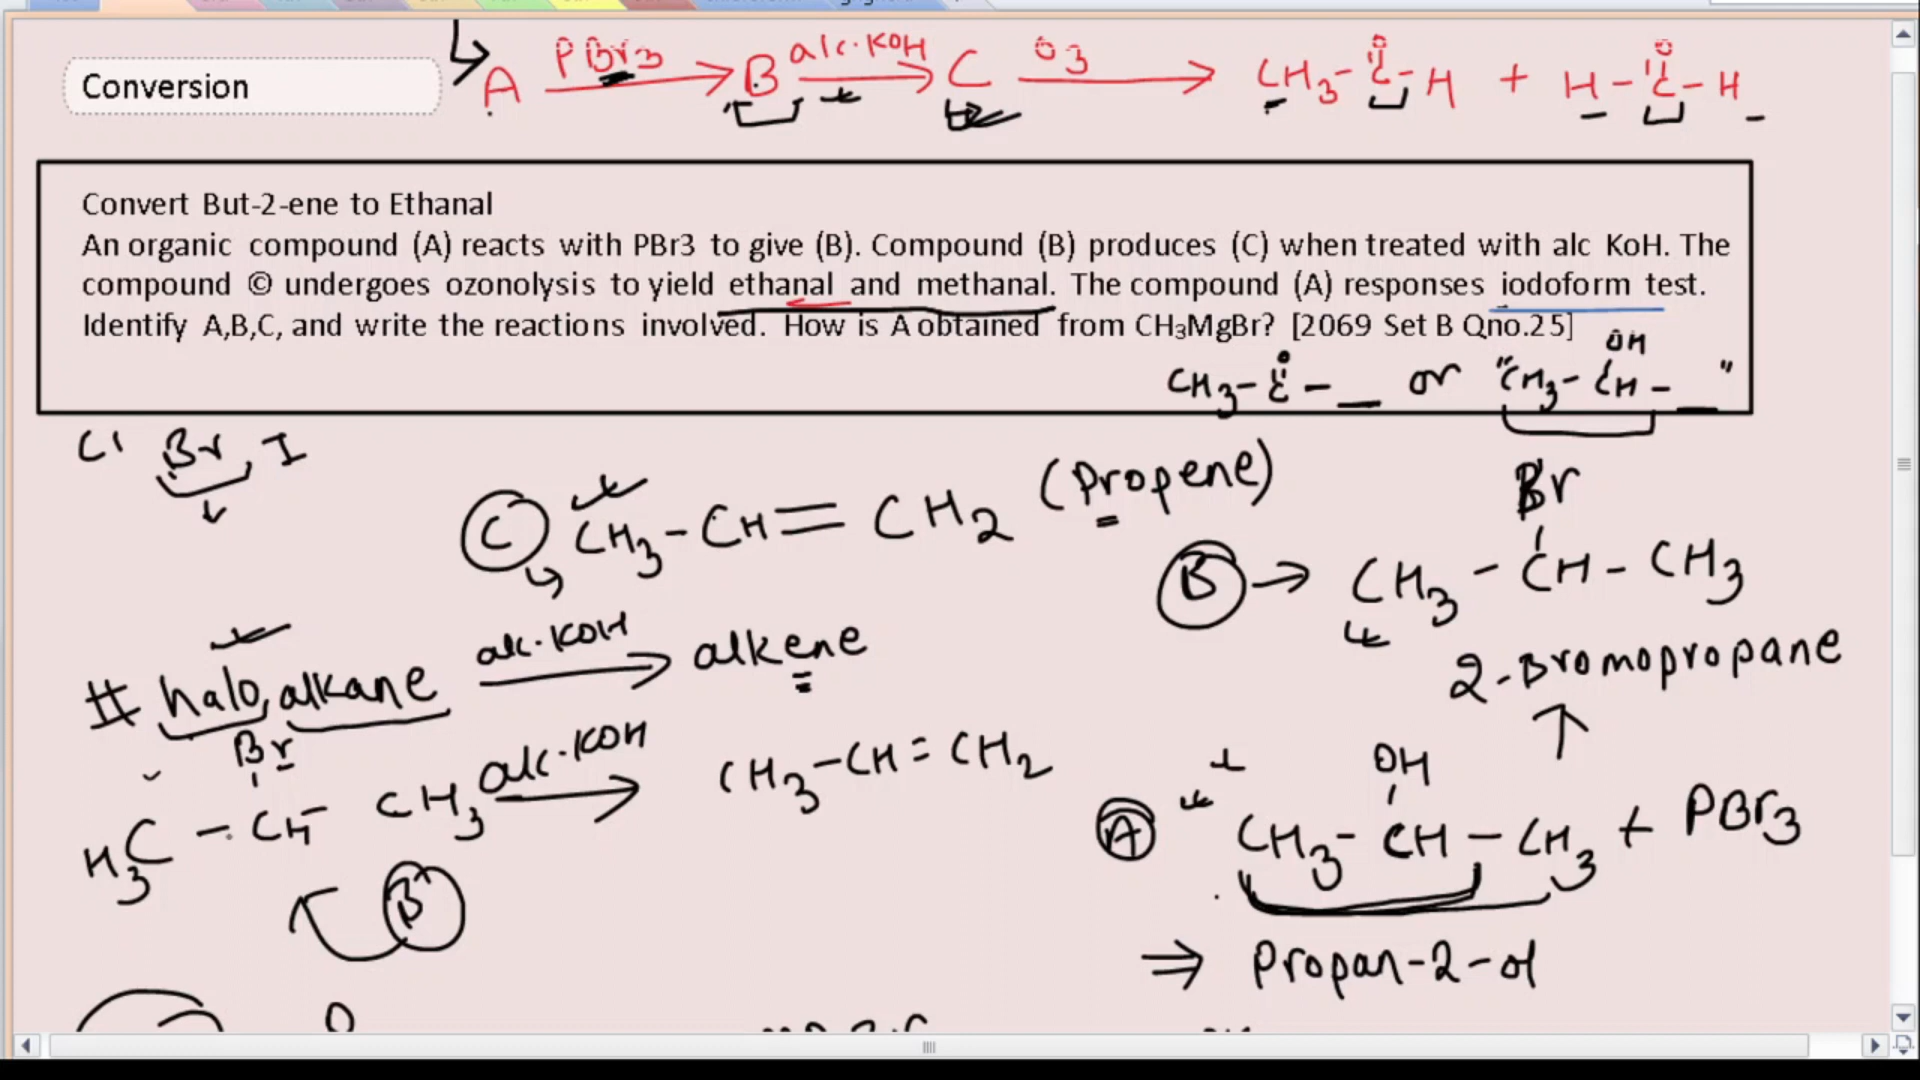 A PBr3 → B alc.KOH → C O3 → CH3-C-H + H-C-H
O O
Conversion
Convert But-2-ene to Ethanal
An organic compound (A) reacts with PBr3 to give (B). Compound (B) produces (C) when treated with alc KoH. The
compound © undergoes ozonolysis to yield ethanal and methanal. The compound (A) responses iodoform test.
Identify A,B,C, and write the reactions involved. How is A obtained from CH₃MgBr? [2069 Set B Qno.25]
O OH
CH3-C-__ or "CH3-CH-__"
Cl Br I
C CH3-CH=CH2 (Propene)
Br
B → CH3-CH-CH3
2-Bromopropane
# halo,alkane alc.KOH → alkene
Br
H3C-CH-CH3 alc.KOH → CH3-CH=CH2
B
OH
A CH3-CH-CH3 + PBr3
⇒ Propan-2-ol
O